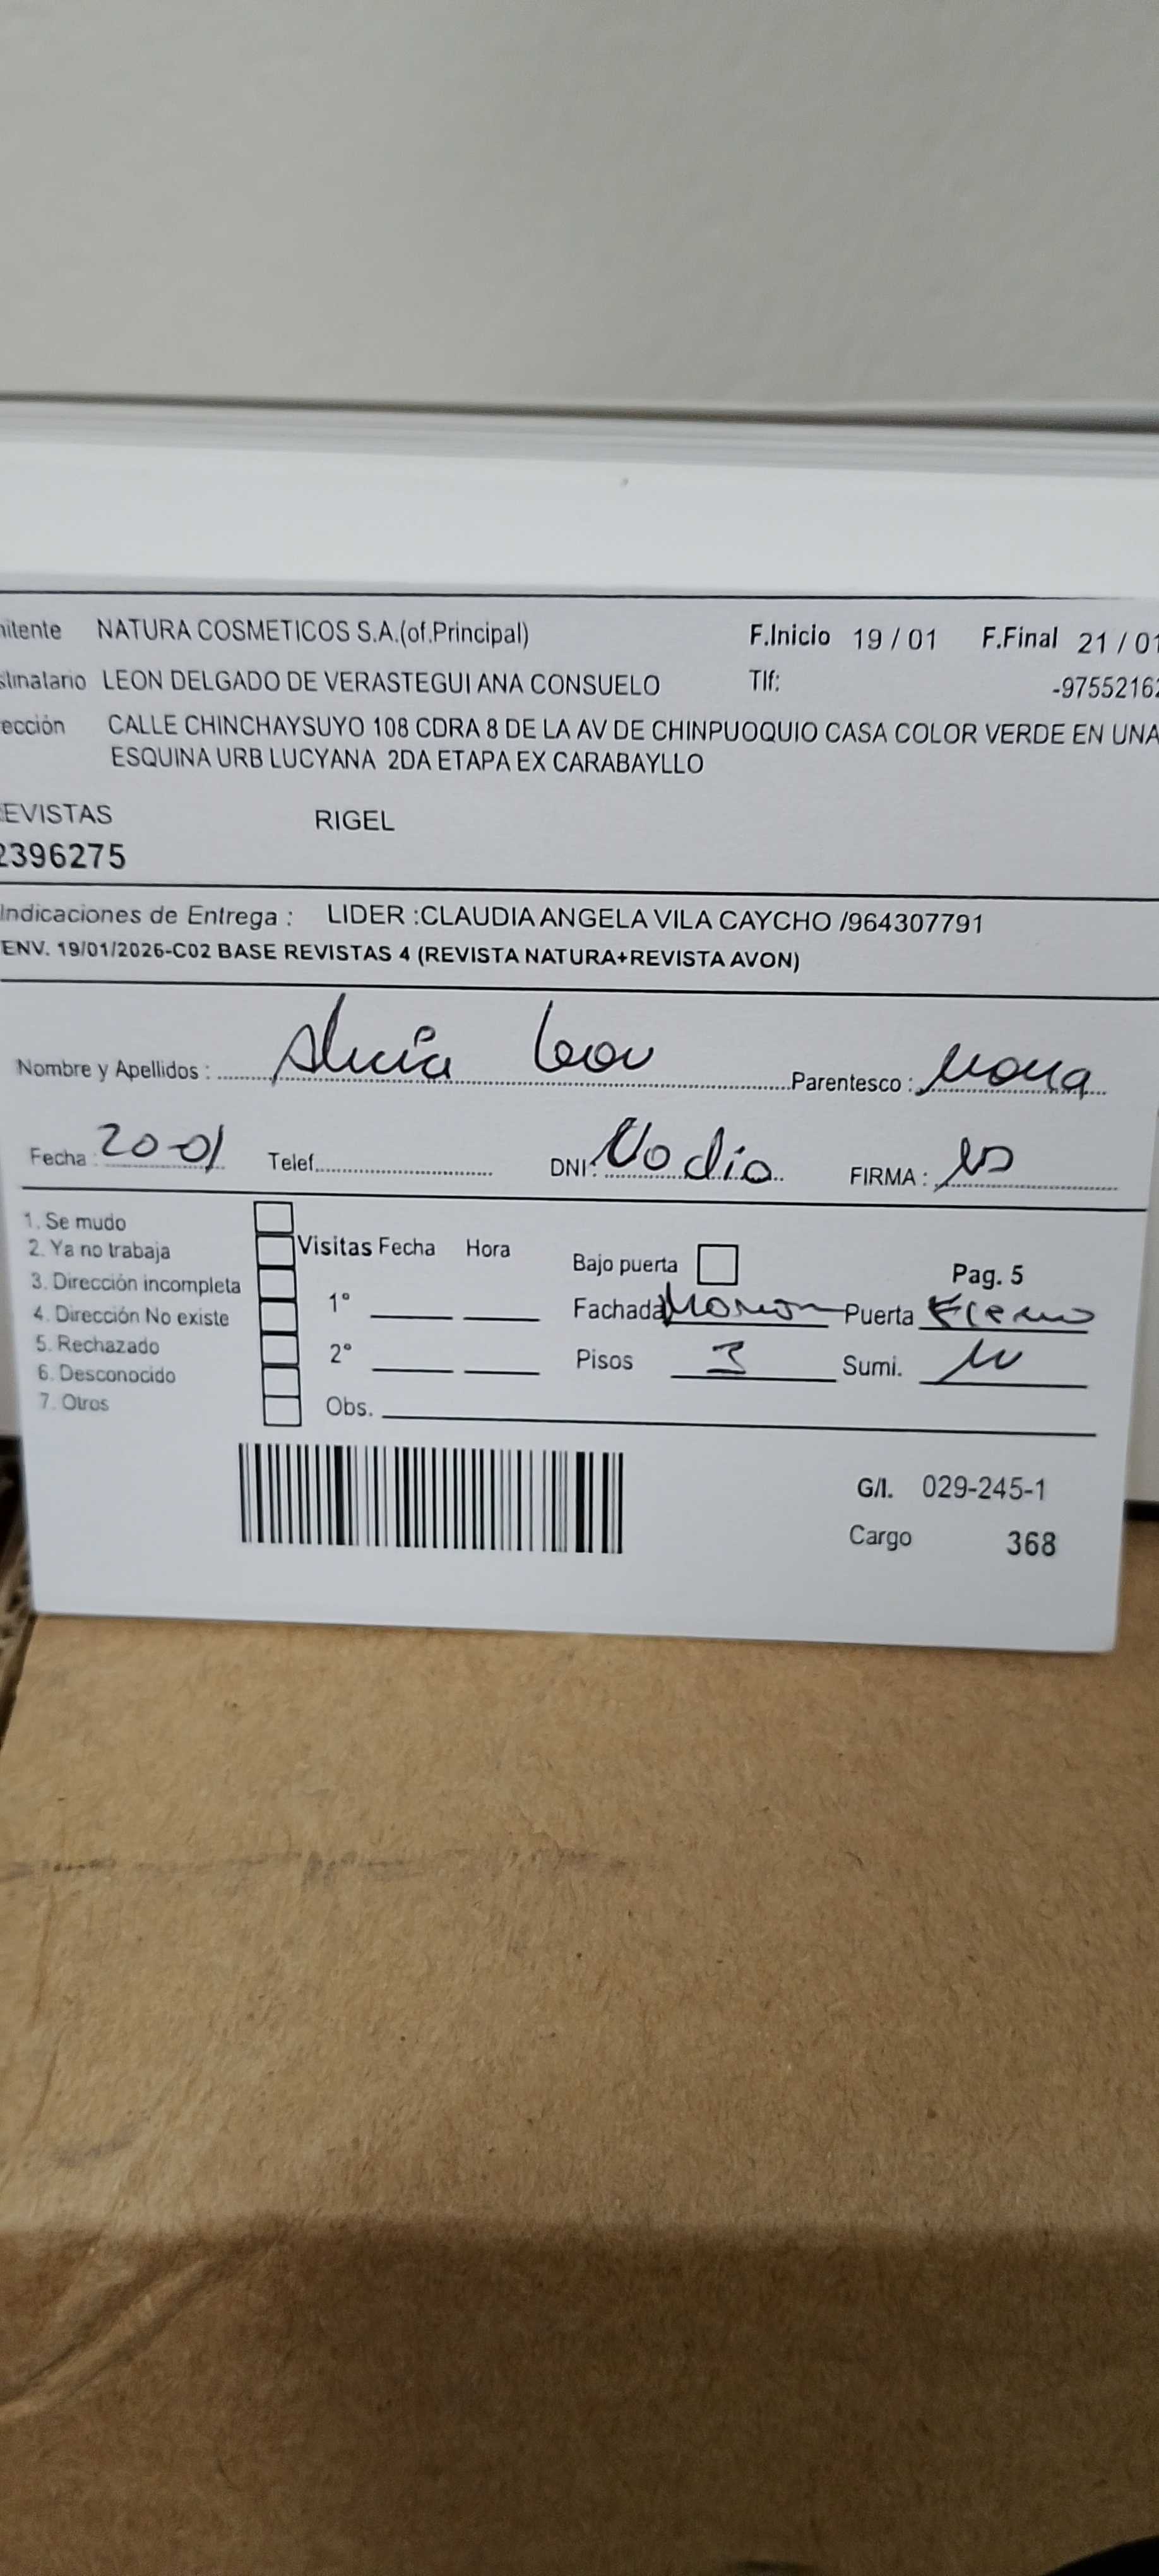 nitente NATURA COSMETICOS S.A.(of.Principal) F.Inicio 19 / 01 F.Final 21 / 01
stinatario LEON DELGADO DE VERASTEGUI ANA CONSUELO Tlf: -97552162
ección CALLE CHINCHAYSUYO 108 CDRA 8 DE LA AV DE CHINPUOQUIO CASA COLOR VERDE EN UNA
ESQUINA URB LUCYANA 2DA ETAPA EX CARABAYLLO
EVISTAS RIGEL
2396275
Indicaciones de Entrega : LIDER :CLAUDIA ANGELA VILA CAYCHO /964307791
ENV. 19/01/2026-C02 BASE REVISTAS 4 (REVISTA NATURA+REVISTA AVON)
Nombre y Apellidos : Alicia Leon Parentesco :
Fecha : 20-01 Telef. DNI: No dio FIRMA :
1. Se mudo
2. Ya no trabaja Visitas Fecha Hora Bajo puerta
3. Dirección incompleta 1° Pag. 5
4. Dirección No existe Fachada Puerta
5. Rechazado 2° Pisos 3 Sumi.
6. Desconocido
7. Otros Obs.
G/I. 029-245-1
Cargo 368